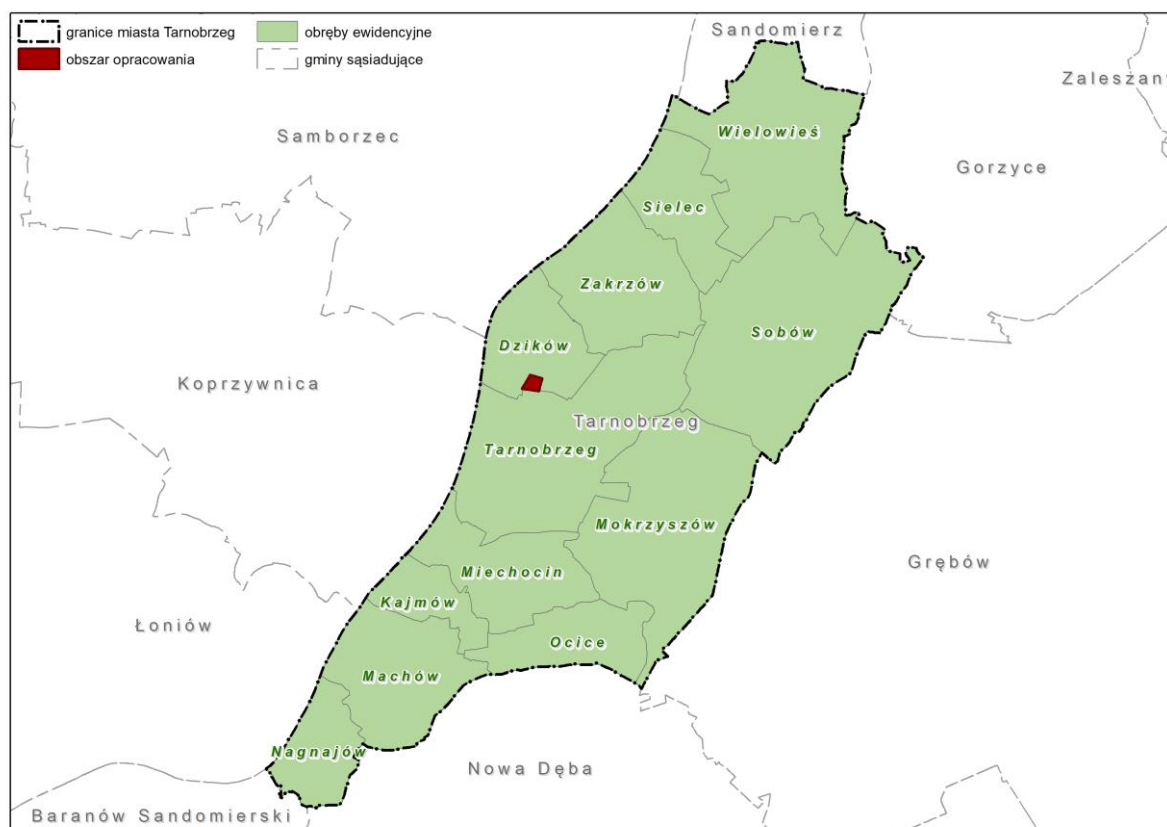 granice miasta Tarnobrzeg
obręby ewidencyjne
obszar opracowania
gminy sąsiadujące
Sandomierz
Zaleszany
Samborzec
Wielowieś
Gorzyce
Sielec
Zakrzów
Sobów
Dzików
Koprzywnica
Tarnobrzeg
Tarnobrzeg
Mokrzyszów
Grębów
Miechocin
Kajmów
Łoniów
Ocice
Machów
Nagnajów
Nowa Dęba
Baranów Sandomierski